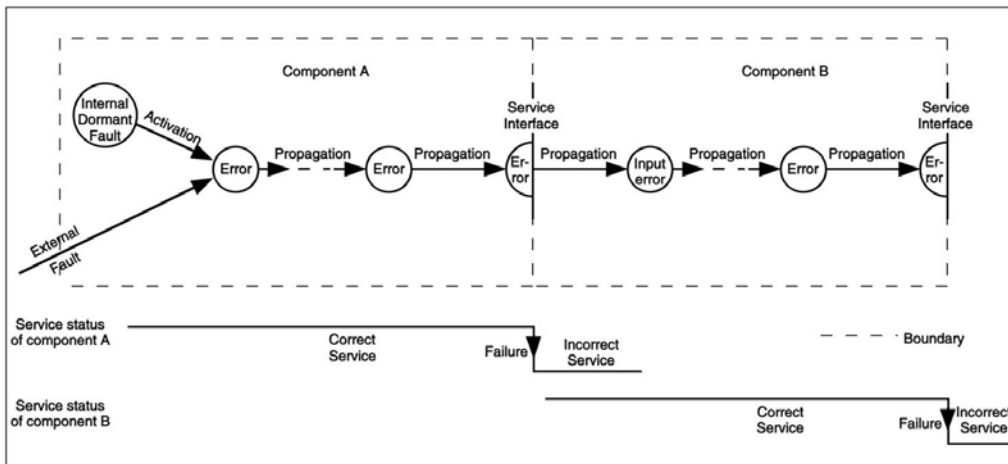 Component A
Component B
Internal
Dormant
Fault
Activation
Service
Interface
Service
Interface
Error
Propagation
Error
Propagation
Er-
ror
Propagation
Input
error
Propagation
Error
Propagation
Er-
ror
External
Fault
Service status
of component A
Correct
Service
Failure
Incorrect
Service
Boundary
Service status
of component B
Correct
Service
Failure
Incorrect
Service